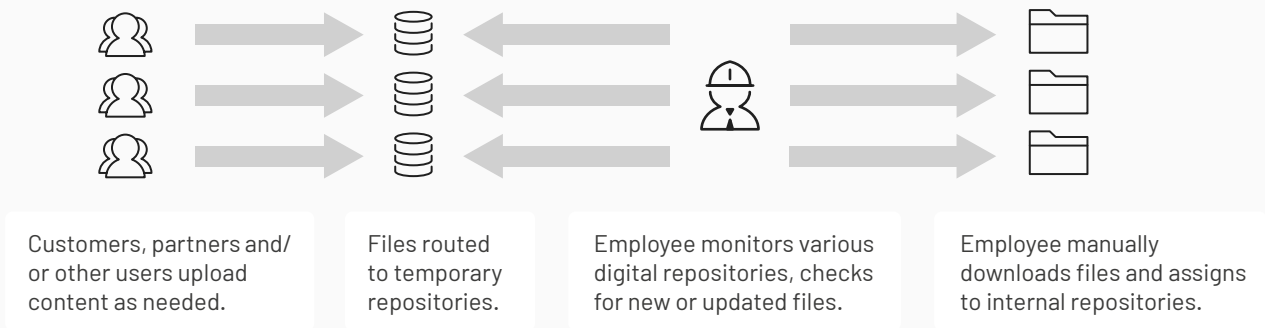 Customers, partners and/
or other users upload
content as needed.
Files routed
to temporary
repositories.
Employee monitors various
digital repositories, checks
for new or updated files.
Employee manually
downloads files and assigns
to internal repositories.